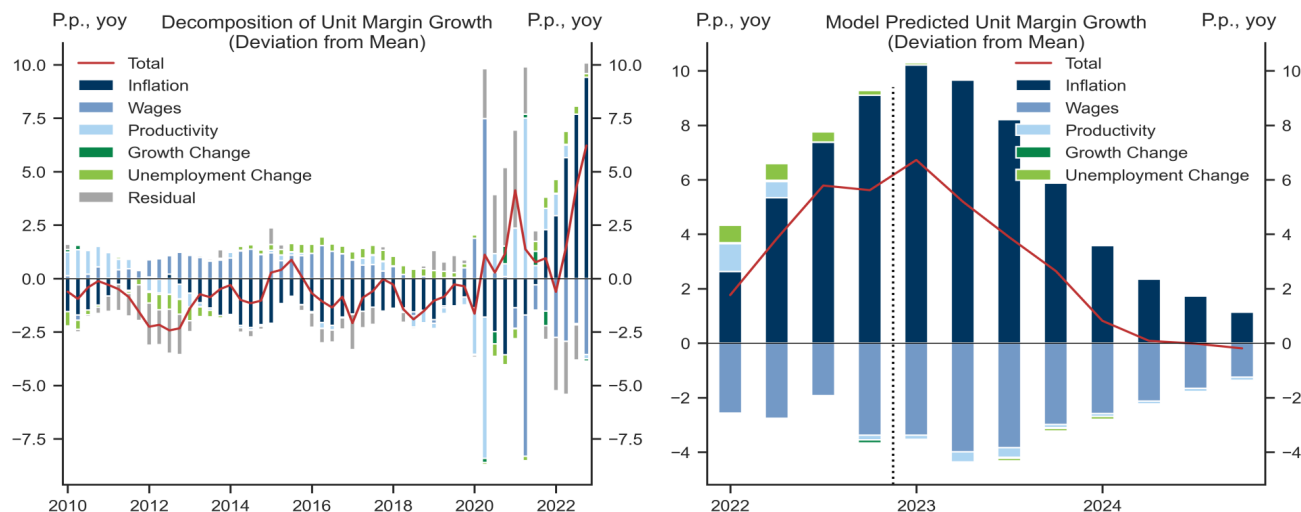 P.p., yoy
Decomposition of Unit Margin Growth
(Deviation from Mean)
P.p., yoy
Total
Inflation
Wages
Productivity
Growth Change
Unemployment Change
Residual
10.0
7.5
5.0
2.5
0.0
−2.5
−5.0
−7.5
10.0
7.5
5.0
2.5
0.0
−2.5
−5.0
−7.5
2010 2012 2014 2016 2018 2020 2022
P.p., yoy
Model Predicted Unit Margin Growth
(Deviation from Mean)
P.p., yoy
Total
Inflation
Wages
Productivity
Growth Change
Unemployment Change
10
8
6
4
2
0
−2
−4
10
8
6
4
2
0
−2
−4
2022 2023 2024